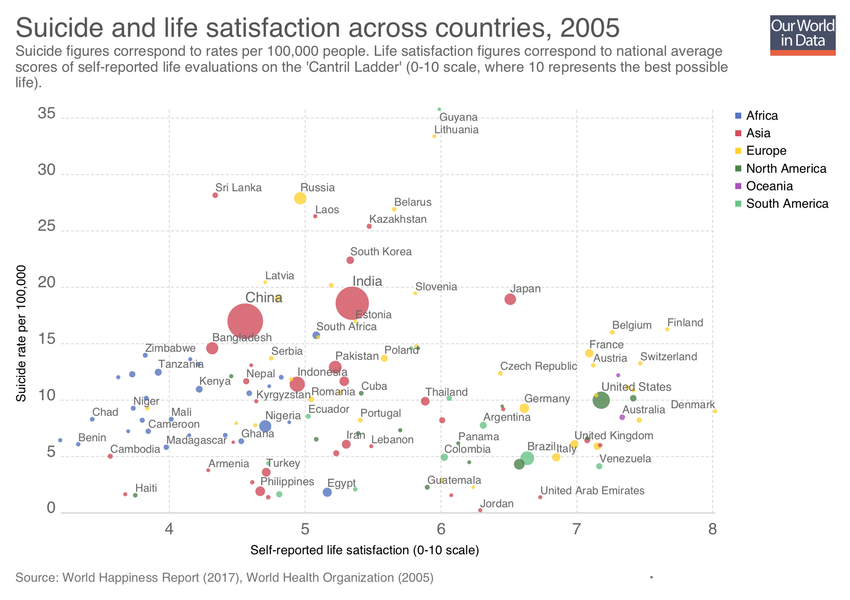 Suicide and life satisfaction across countries, 2005
Our World
in Data
Suicide figures correspond to rates per 100,000 people. Life satisfaction figures correspond to national average
scores of self-reported life evaluations on the 'Cantril Ladder' (0-10 scale, where 10 represents the best possible
life).
Africa
Asia
Europe
North America
Oceania
South America
Suicide rate per 100,000
35
30
25
20
15
10
5
0
Guyana
Lithuania
Sri Lanka
Russia
Belarus
Laos
Kazakhstan
South Korea
Latvia
India
Slovenia
Japan
China
Estonia
South Africa
Belgium
Finland
Bangladesh
France
Zimbabwe
Serbia
Pakistan
Poland
Austria
Switzerland
Tanzania
Nepal
Indonesia
Czech Republic
Kenya
Cuba
United States
Kyrgyzstan
Romania
Thailand
Germany
Niger
Denmark
Chad
Mali
Nigeria
Ecuador
Portugal
Argentina
Australia
Cameroon
Benin
Madagascar
Ghana
Iran
Lebanon
Panama
United Kingdom
Cambodia
Colombia
Brazil
Italy
Armenia
Turkey
Venezuela
Haiti
Philippines
Egypt
Guatemala
United Arab Emirates
Jordan
4
5
6
7
8
Self-reported life satisfaction (0-10 scale)
Source: World Happiness Report (2017), World Health Organization (2005)